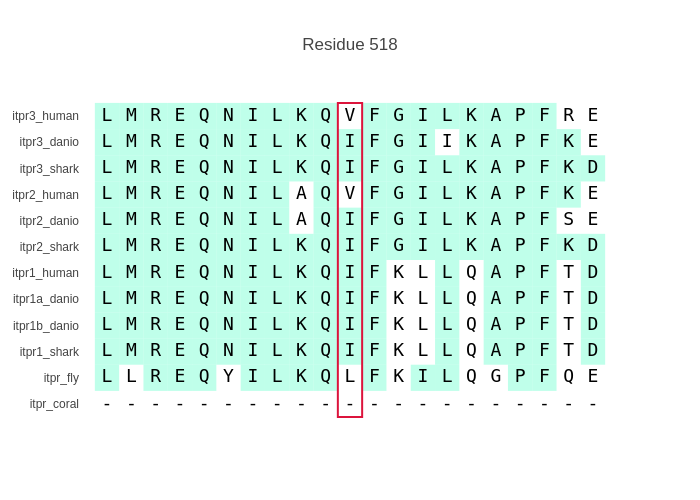 Residue 518
itpr3_human L M R E Q N I L K Q V F G I L K A P F R E
itpr3_danio L M R E Q N I L K Q I F G I I K A P F K E
itpr3_shark L M R E Q N I L K Q I F G I L K A P F K D
itpr2_human L M R E Q N I L A Q V F G I L K A P F K E
itpr2_danio L M R E Q N I L A Q I F G I L K A P F S E
itpr2_shark L M R E Q N I L K Q I F G I L K A P F K D
itpr1_human L M R E Q N I L K Q I F K L L Q A P F T D
itpr1a_danio L M R E Q N I L K Q I F K L L Q A P F T D
itpr1b_danio L M R E Q N I L K Q I F K L L Q A P F T D
itpr1_shark L M R E Q N I L K Q I F K L L Q A P F T D
itpr_fly L L R E Q Y I L K Q L F K I L Q G P F Q E
itpr_coral - - - - - - - - - - - - - - - - - - - - -